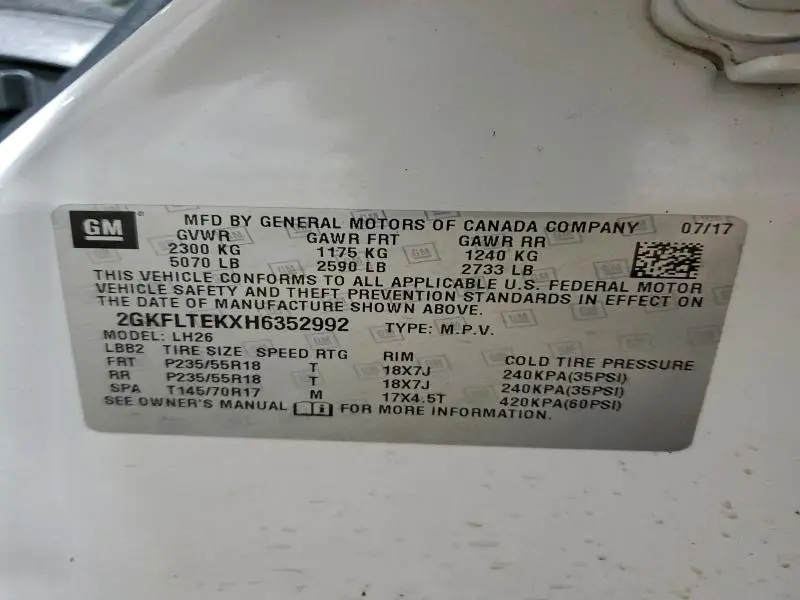 GM
MFD BY GENERAL MOTORS OF CANADA COMPANY 07/17
GVWR GAWR FRT GAWR RR
2300 KG 1175 KG 1240 KG
5070 LB 2590 LB 2733 LB
THIS VEHICLE CONFORMS TO ALL APPLICABLE U.S. FEDERAL MOTOR
VEHICLE SAFETY AND THEFT PREVENTION STANDARDS IN EFFECT ON
THE DATE OF MANUFACTURE SHOWN ABOVE.
2GKFLTEKXH6352992 TYPE: M.P.V.
MODEL: LH26
LBB2 TIRE SIZE SPEED RTG RIM COLD TIRE PRESSURE
FRT P235/55R18 T 18X7J 240KPA(35PSI)
RR P235/55R18 T 18X7J 240KPA(35PSI)
SPA T145/70R17 M 17X4.5T 420KPA(60PSI)
SEE OWNER'S MANUAL FOR MORE INFORMATION.